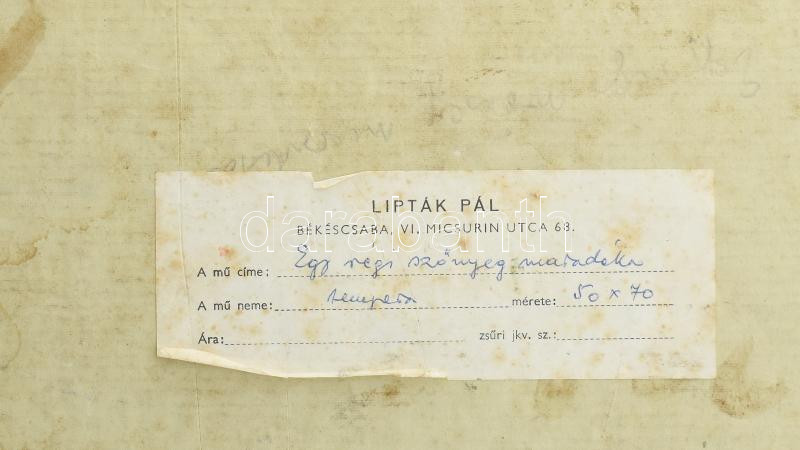 LIPTÁK PÁL
BÉKÉSCSABA, VI. MICSURIN UTCA 68.
A mű címe: Egy régi szőnyeg maradéka
A mű neme: tempera mérete: 50 x 70
Ára: zsűri jkv. sz.:
darabanth